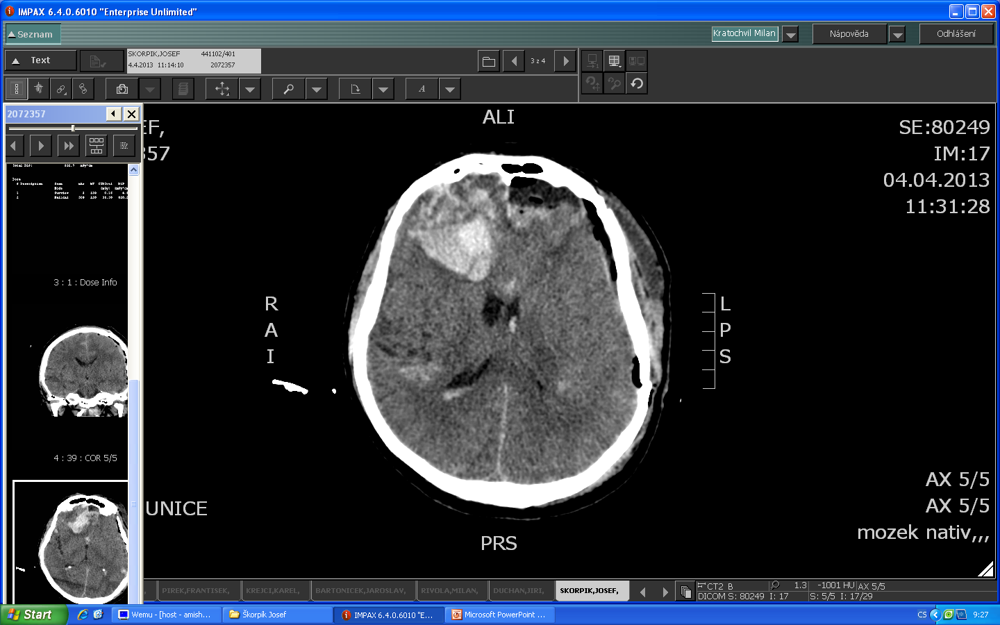 IMPAX 6.4.0.6010 "Enterprise Unlimited"
Seznam
Kratochvil Milan
Nápověda
Odhlášení
Text
SKORPIK,JOSEF 441102/401
4.4.2013 11:14:10 2072357
3 z 4
A
2072357
EF,
357
ALI
SE:80249
IM:17
04.04.2013
11:31:28
Dose
3 : 1 : Dose Info
R
A
I
L
P
S
4 : 39 : COR 5/5
UNICE
PRS
AX 5/5
AX 5/5
mozek nativ,,,
PIREK,FRANTISEK,
KREJCI,KAREL,
BARTONICEK,JAROSLAV,
RIVOLA,MILAN,
DUCHAN,JIRI,
SKORPIK,JOSEF,
CT2 B
1.3
-1001 HU
AX 5/5
DICOM S: 80249 I: 17
S: 5/5 I: 17/29
Start
Wemu - [host - amish...
Škorpík Josef
IMPAX 6.4.0.6010 "E...
Microsoft PowerPoint ...
CS
9:27